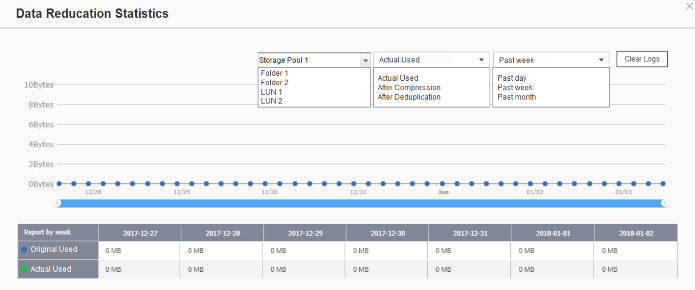 Data Reducation Statistics
Storage Pool 1 Actual Used Past week Clear Logs
Folder 1
Folder 2
LUN 1
LUN 2
Actual Used
After Compression
After Deduplication
Past day
Past week
Past month
10Bytes
8Bytes
6Bytes
4Bytes
2Bytes
0Bytes
12/28 12/29 12/30 12/31 Jan 01/02 01/03
Report by week 2017-12-27 2017-12-28 2017-12-29 2017-12-30 2017-12-31 2018-01-01 2018-01-02
Original Used 0 MB 0 MB 0 MB 0 MB 0 MB 0 MB 0 MB
Actual Used 0 MB 0 MB 0 MB 0 MB 0 MB 0 MB 0 MB